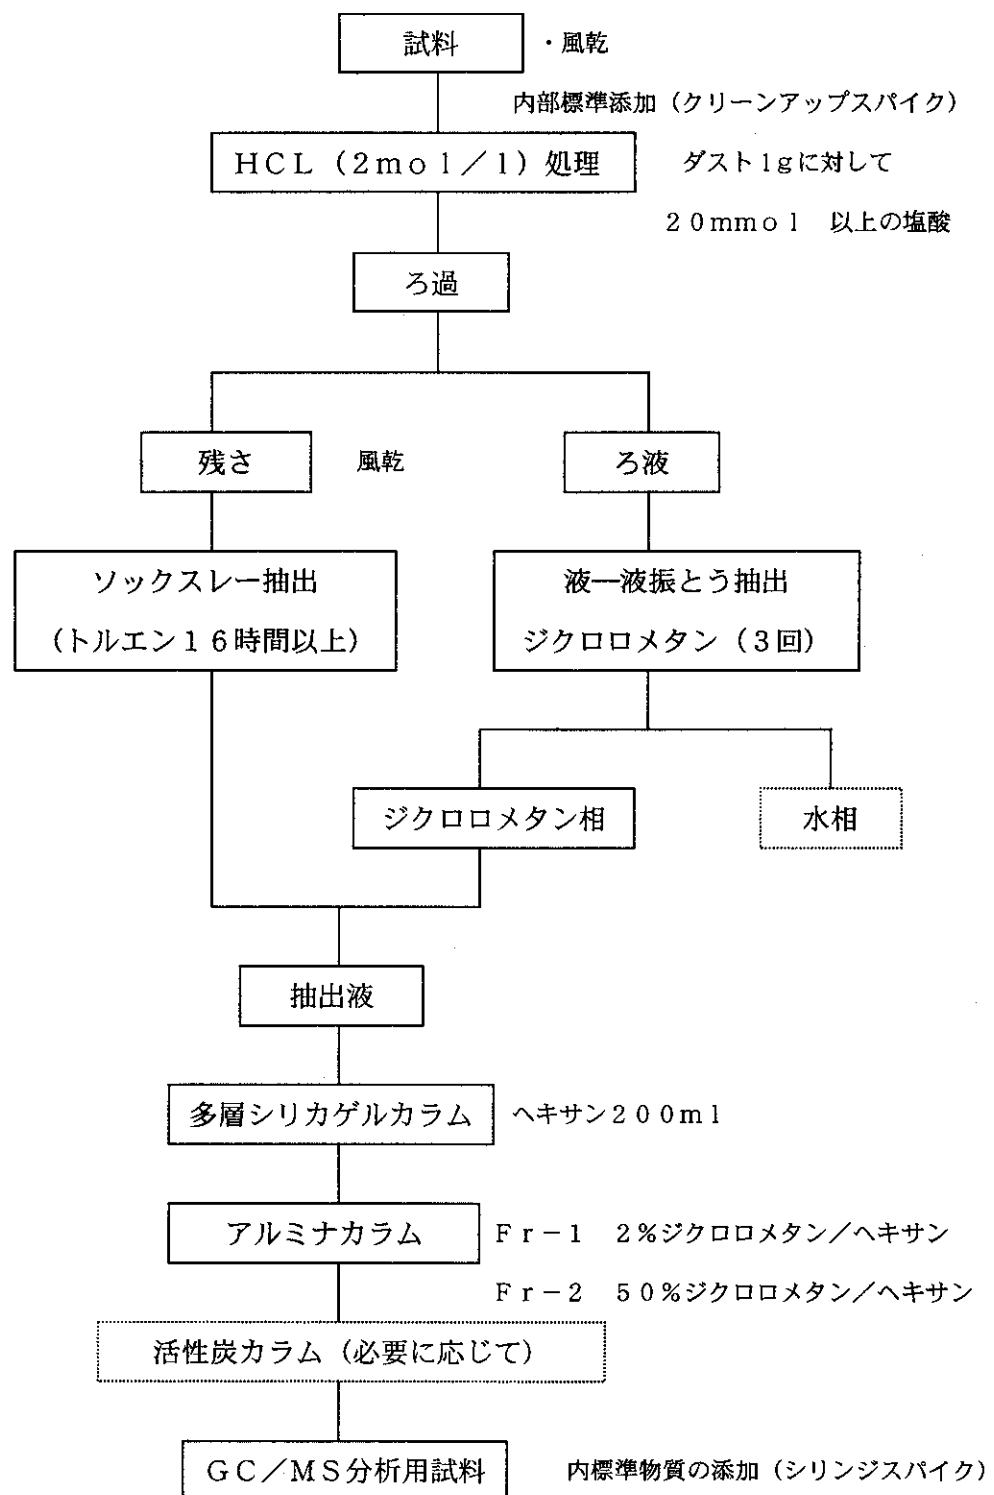 試料 ・風乾
内部標準添加（クリーンアップスパイク）
ＨＣＬ（２ｍｏｌ／ｌ）処理 ダスト１ｇに対して
２０ｍｍｏｌ　以上の塩酸
ろ過
残さ 風乾 ろ液
ソックスレー抽出 液―液振とう抽出
（トルエン１６時間以上） ジクロロメタン（３回）
ジクロロメタン相 水相
抽出液
多層シリカゲルカラム ヘキサン２００ｍｌ
アルミナカラム Ｆｒ－１　２％ジクロロメタン／ヘキサン
Ｆｒ－２　５０％ジクロロメタン／ヘキサン
活性炭カラム（必要に応じて）
ＧＣ／ＭＳ分析用試料 内標準物質の添加（シリンジスパイク）